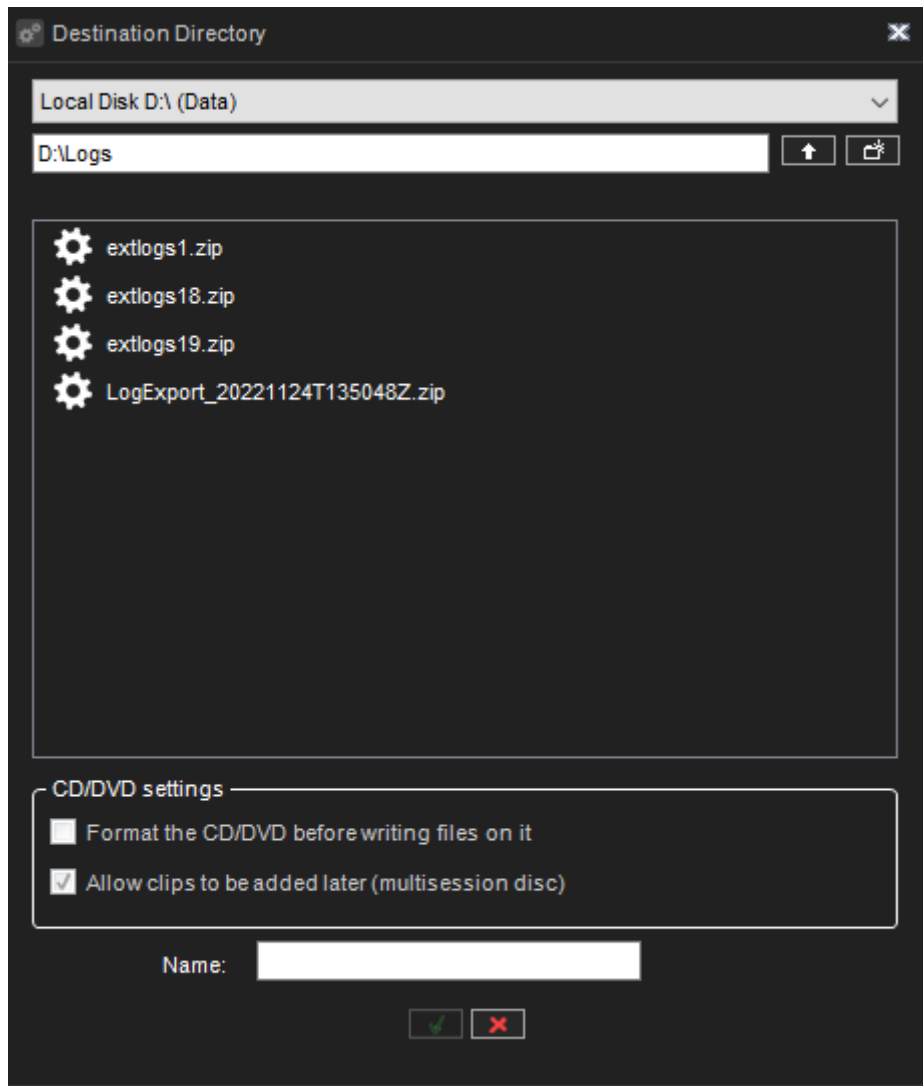 Destination Directory
Local Disk D:\ (Data)
D:\Logs
extlogs1.zip
extlogs18.zip
extlogs19.zip
LogExport_20221124T135048Z.zip
CD/DVD settings
Format the CD/DVD before writing files on it
Allow clips to be added later (multisession disc)
Name: